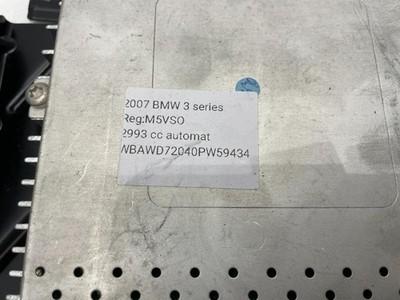 2007 BMW 3 series
Reg:M5VSO
2993 cc automat
WBAWD72040PW59434